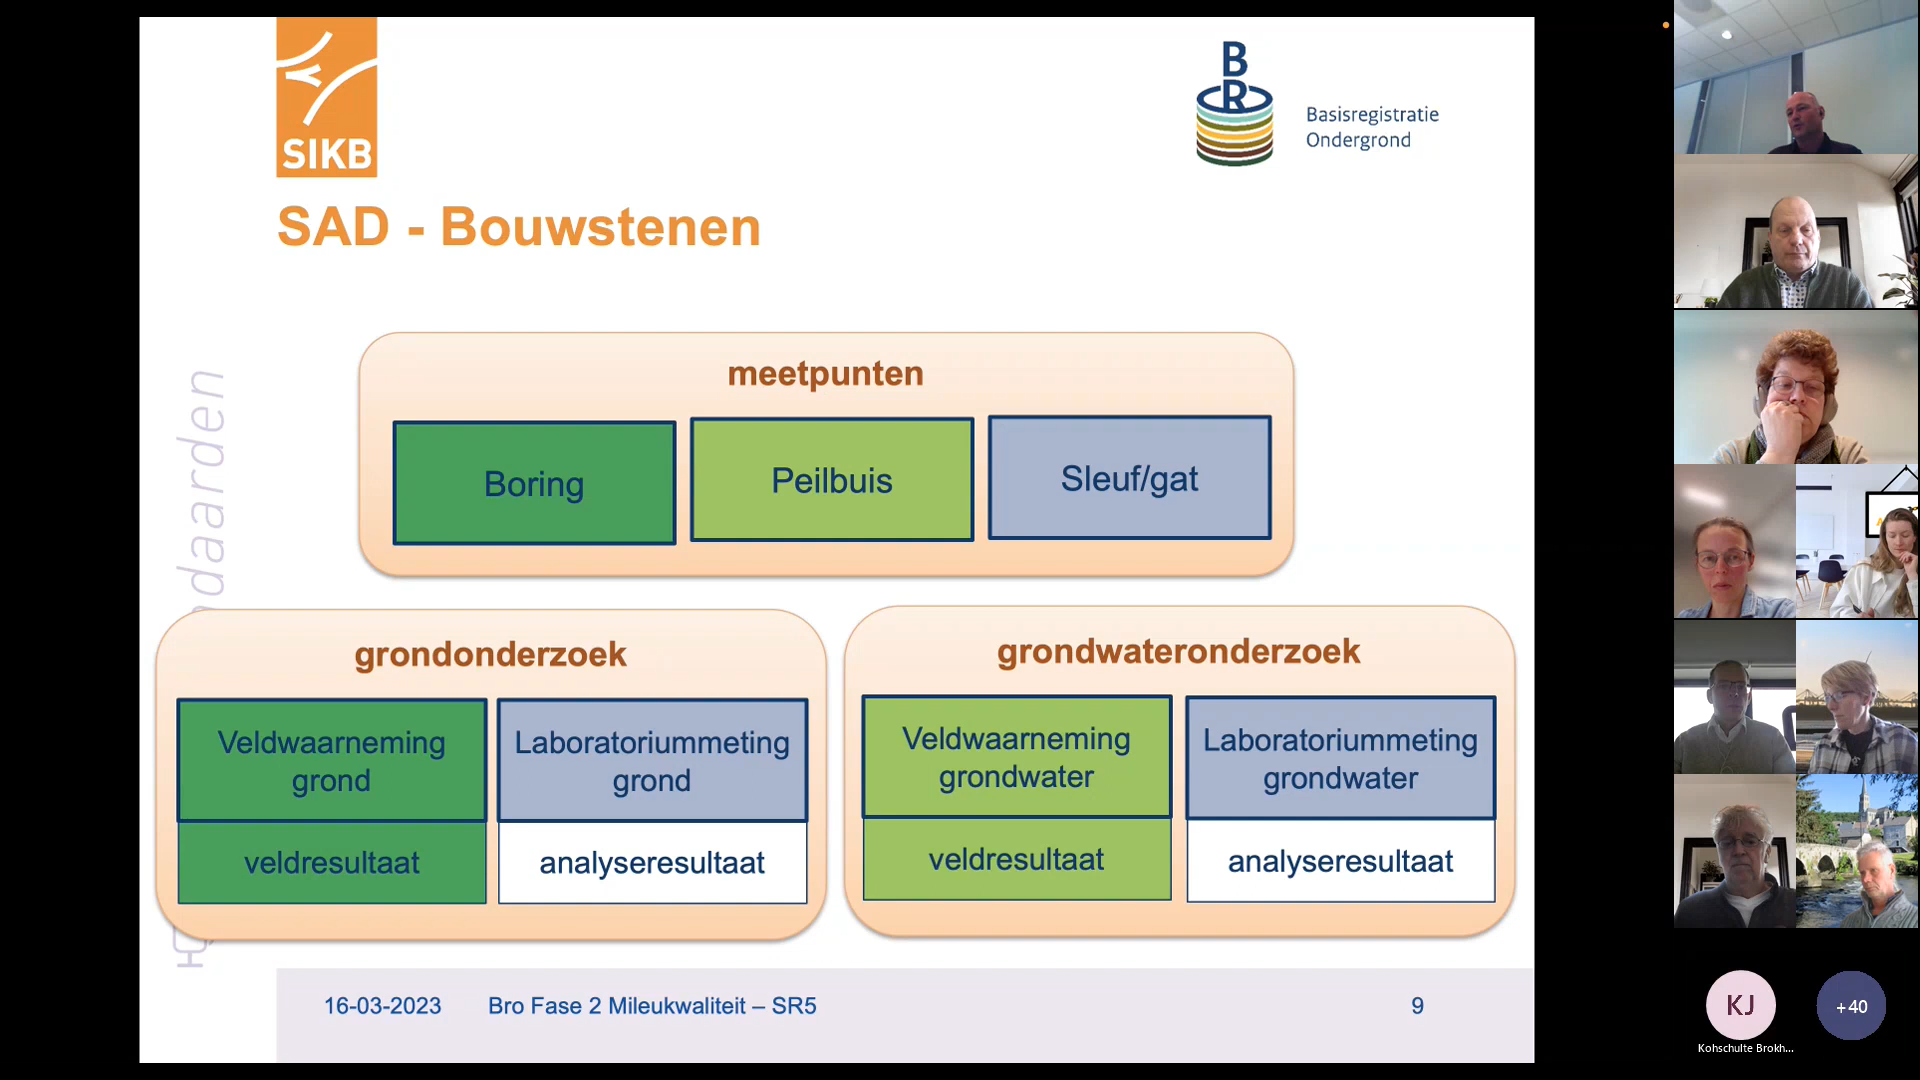 SIKB
B
R
Basisregistratie
Ondergrond
SAD - Bouwstenen
daarden
meetpunten
Boring
Peilbuis
Sleuf/gat
grondonderzoek
Veldwaarneming
grond
Laboratoriummeting
grond
veldresultaat
analyseresultaat
grondwateronderzoek
Veldwaarneming
grondwater
Laboratoriummeting
grondwater
veldresultaat
analyseresultaat
16-03-2023
Bro Fase 2 Mileukwaliteit – SR5
9
KJ
+40
Kohschulte Brokh...